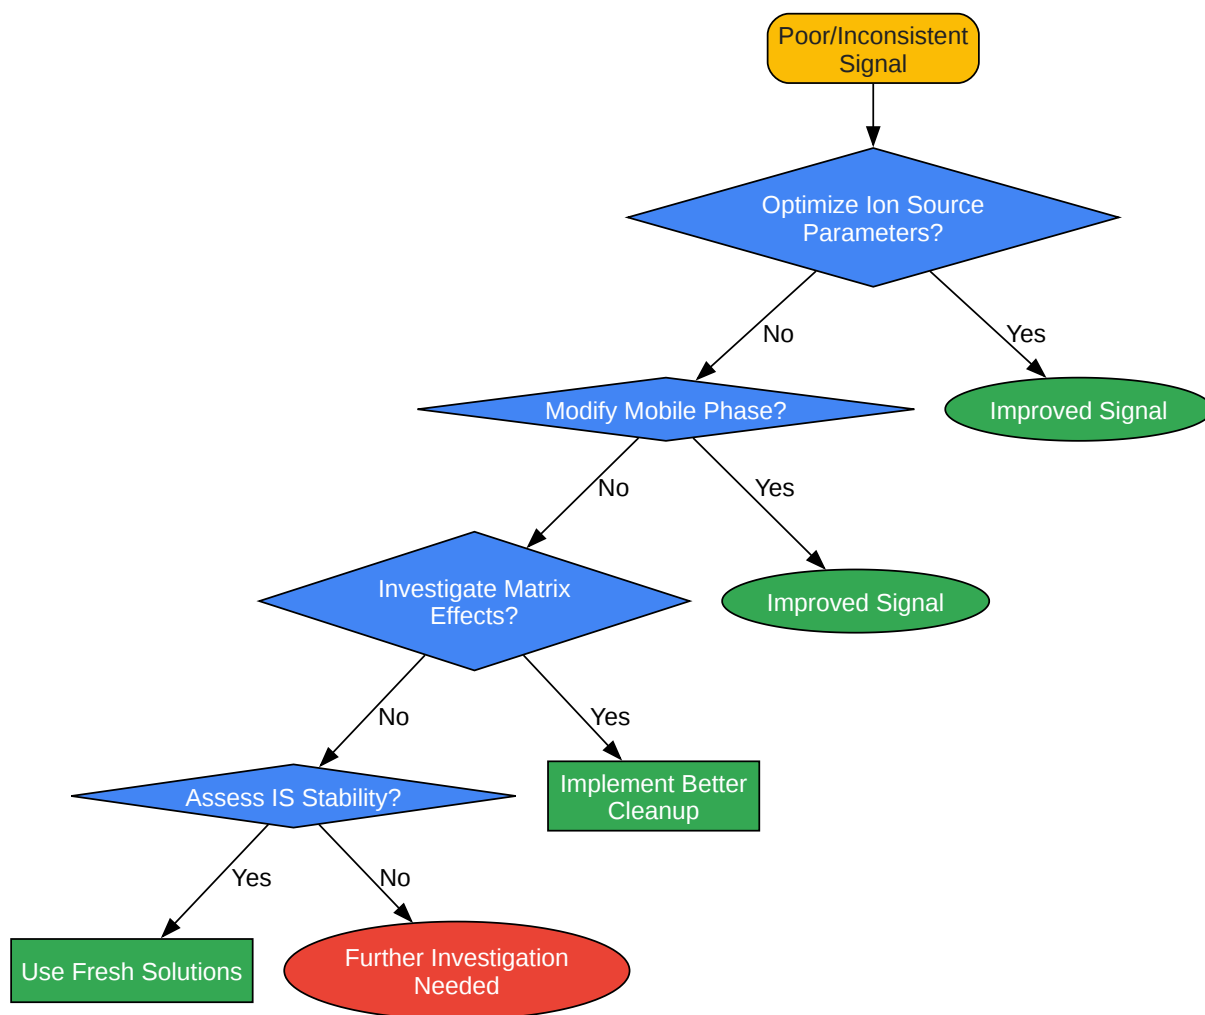 Poor/Inconsistent
Signal
Optimize Ion Source
Parameters?
No
Yes
Modify Mobile Phase?
Improved Signal
No
Yes
Investigate Matrix
Effects?
Improved Signal
No
Yes
Assess IS Stability?
Implement Better
Cleanup
Yes
No
Use Fresh Solutions
Further Investigation
Needed